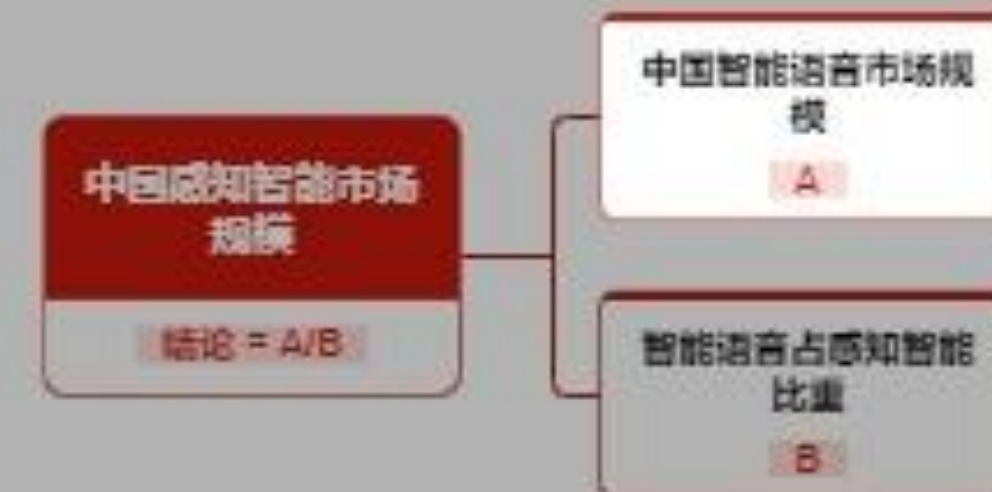 中国感知智能市场
规模
结论 = A/B
中国智能语音市场规
模
A
智能语音占感知智能
比重
B